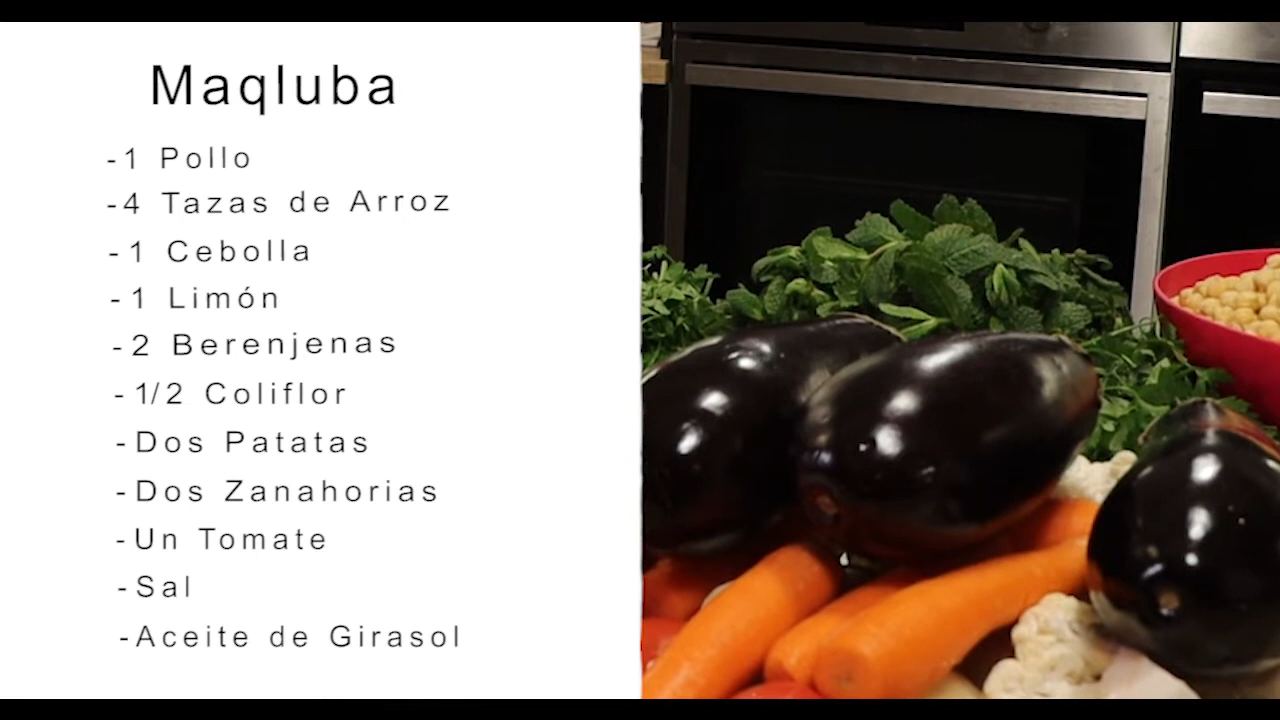 Maqluba
-1 Pollo
-4 Tazas de Arroz
-1 Cebolla
-1 Limón
-2 Berenjenas
-1/2 Coliflor
-Dos Patatas
-Dos Zanahorias
-Un Tomate
-Sal
-Aceite de Girasol